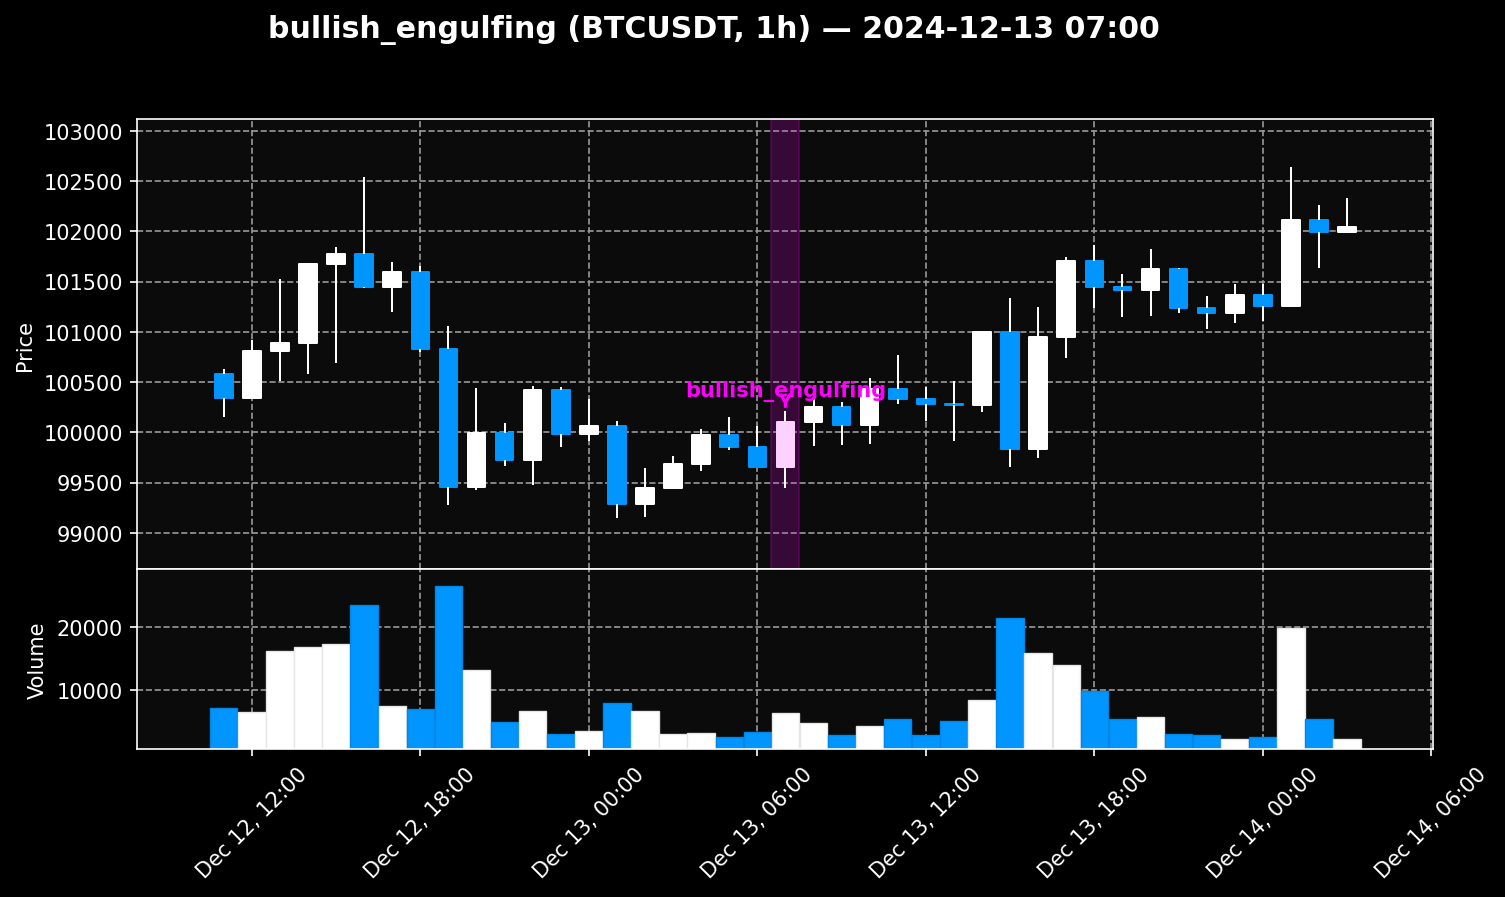 bullish_engulfing (BTCUSDT, 1h) — 2024-12-13 07:00
103000
102500
102000
101500
101000
100500
100000
99500
99000
Price
bullish_engulfing
20000
10000
Volume
Dec 12, 12:00
Dec 12, 18:00
Dec 13, 00:00
Dec 13, 06:00
Dec 13, 12:00
Dec 13, 18:00
Dec 14, 00:00
Dec 14, 06:00